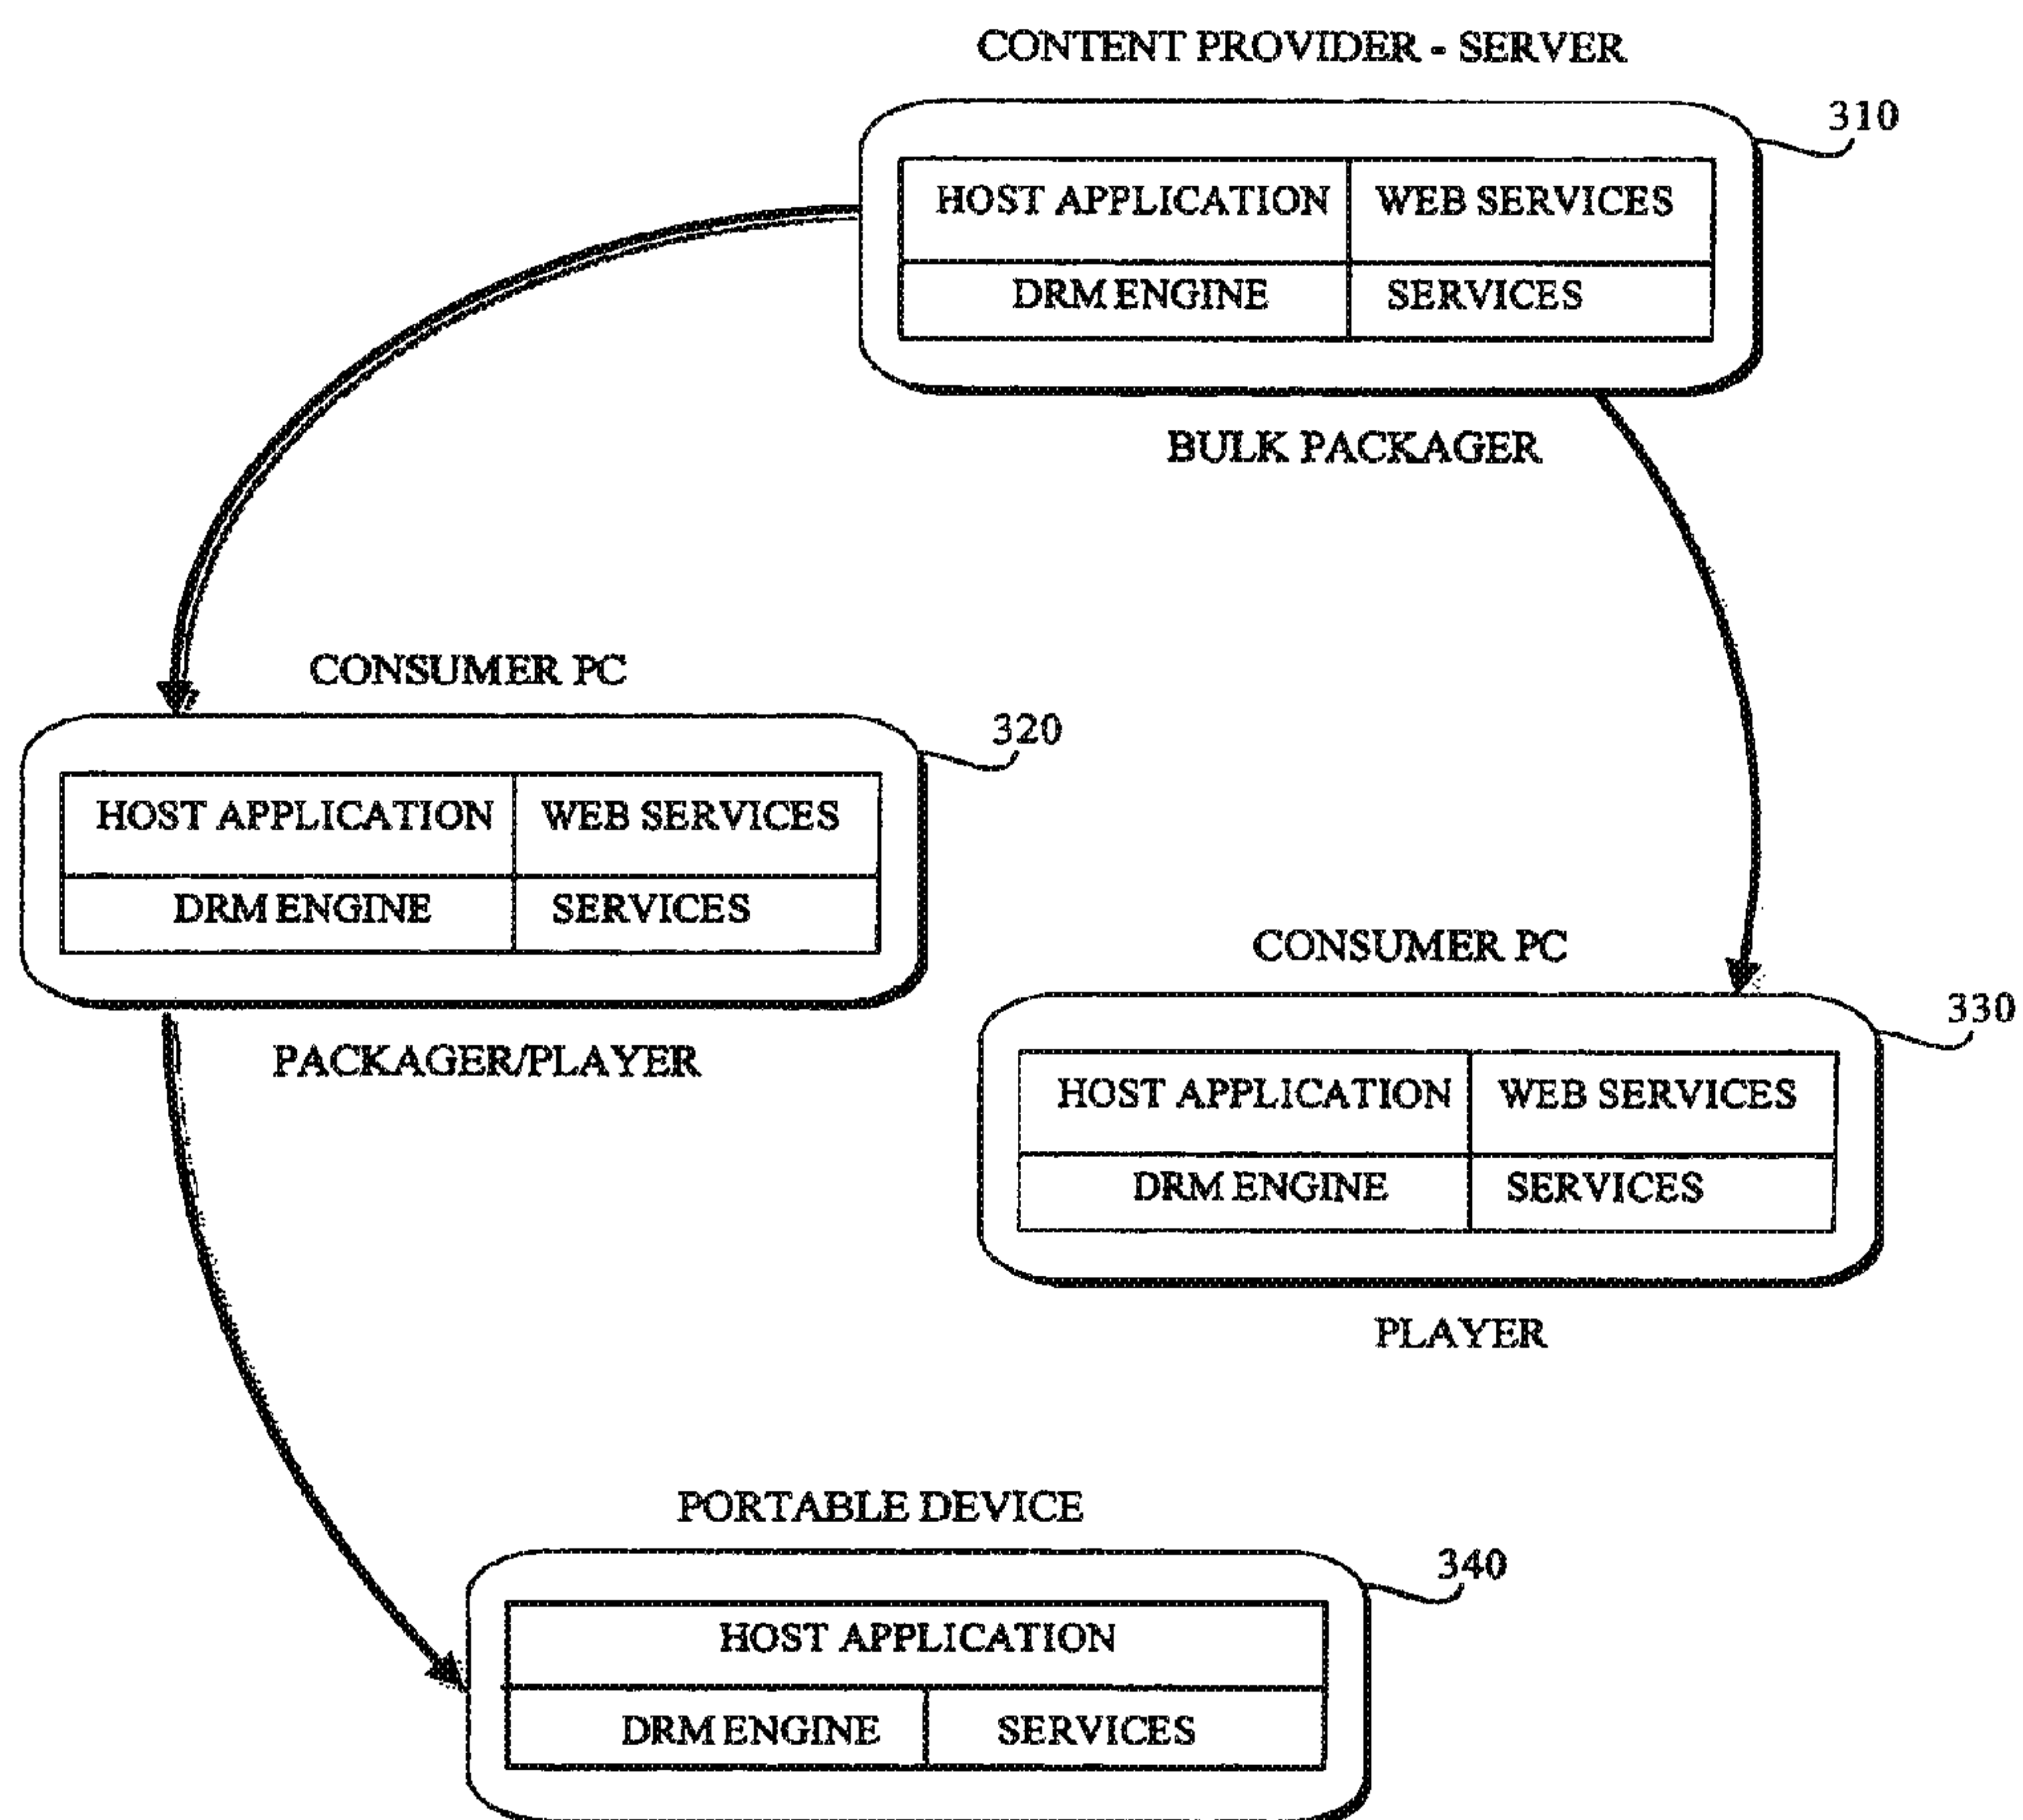 CONTENT PROVIDER - SERVER
310
HOST APPLICATION WEB SERVICES
DRM ENGINE SERVICES
BULK PACKAGER
CONSUMER PC
320
HOST APPLICATION WEB SERVICES
DRM ENGINE SERVICES
PACKAGER/PLAYER
CONSUMER PC
330
HOST APPLICATION WEB SERVICES
DRM ENGINE SERVICES
PLAYER
PORTABLE DEVICE
340
HOST APPLICATION
DRM ENGINE SERVICES